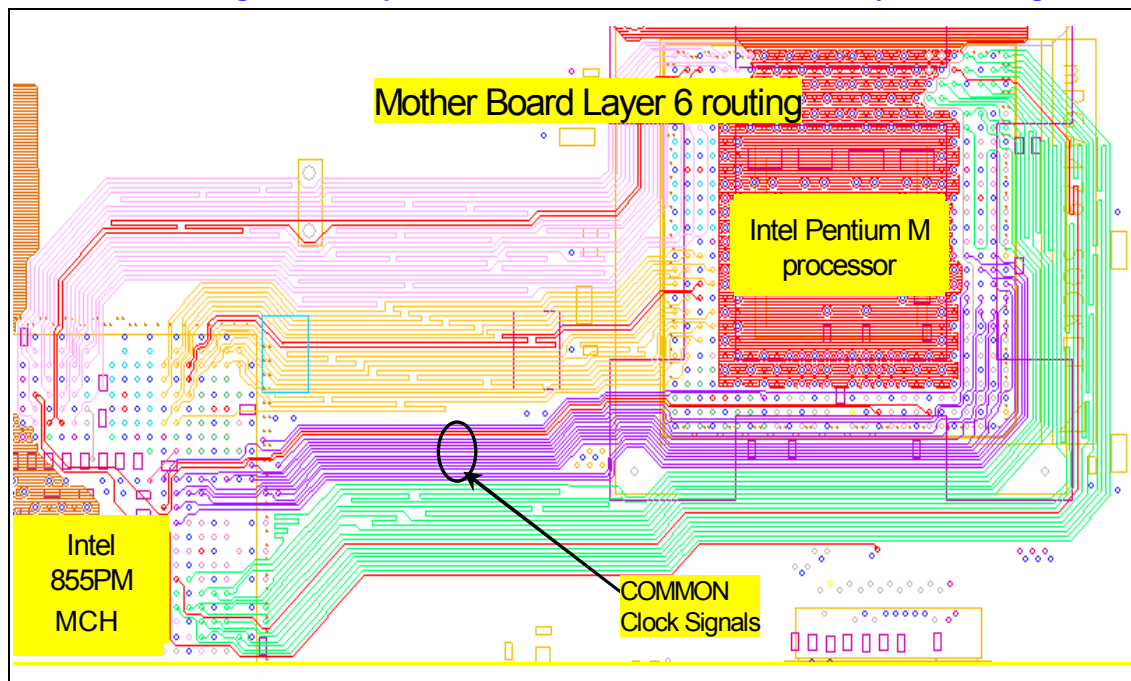 Mother Board Layer 6 routing
Intel Pentium M
processor
Intel
855PM
MCH
COMMON
Clock Signals